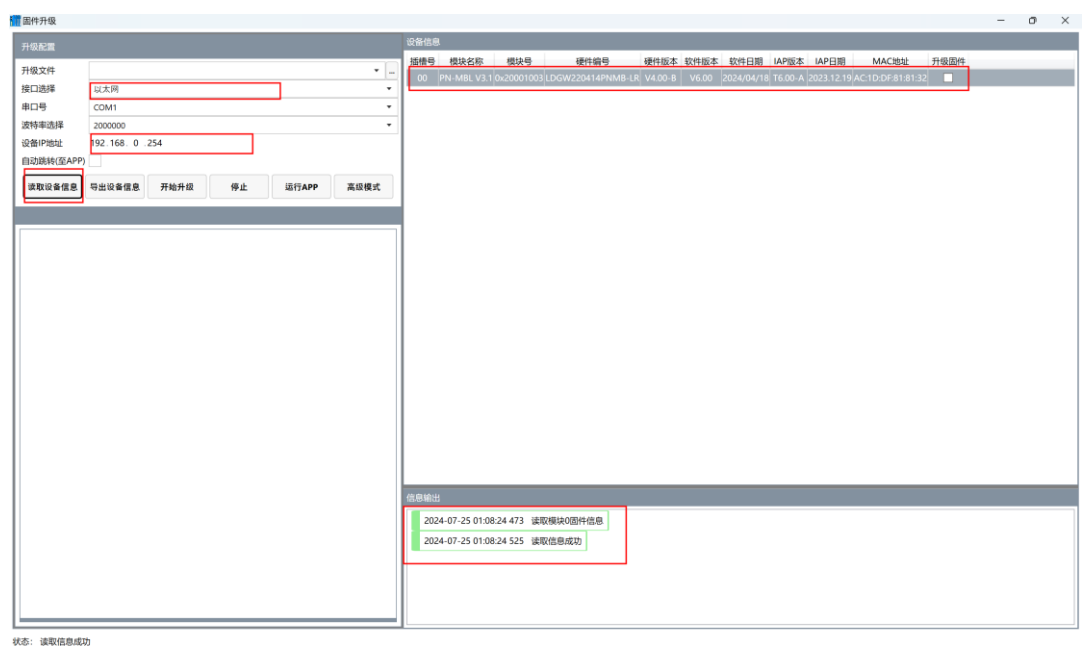 固件升级
升级配置
升级文件
...
接口选择 以太网
串口号 COM1
波特率选择 2000000
设备IP地址 192.168. 0 .254
自动跳转(至APP)
读取设备信息 导出设备信息 开始升级 停止 运行APP 高级模式
设备信息
插槽号 模块名称 模块号 硬件编号 硬件版本 软件版本 软件日期 IAP版本 IAP日期 MAC地址 升级固件
00 PN-MBL V3.1 0x20001003 LDGW220414PNMB-LR V4.00-B V6.00 2024/04/18 T6.00-A 2023.12.19 AC:1D:DF:81:81:32
信息输出
2024-07-25 01:08:24 473 读取模块0固件信息
2024-07-25 01:08:24 525 读取信息成功
状态： 读取信息成功